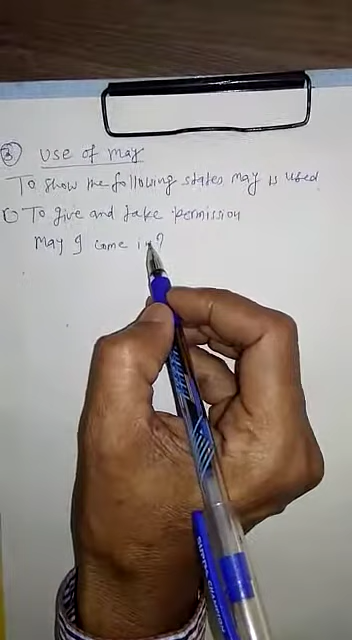 3 Use of may
To show the following states may is used
To give and take permission
May I come in?